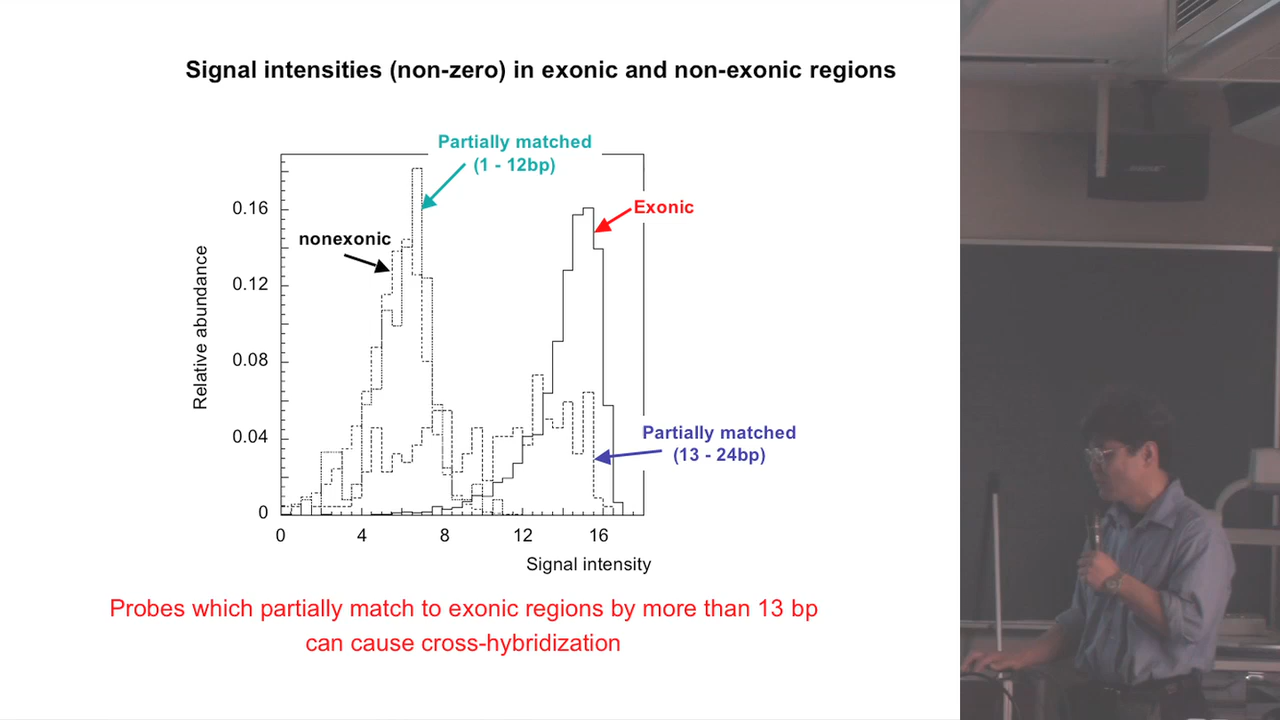 Signal intensities (non-zero) in exonic and non-exonic regions
Partially matched
(1 - 12bp)
Exonic
nonexonic
Relative abundance
0.16
0.12
0.08
0.04
0
Partially matched
(13 - 24bp)
0 4 8 12 16
Signal intensity
Probes which partially match to exonic regions by more than 13 bp
can cause cross-hybridization